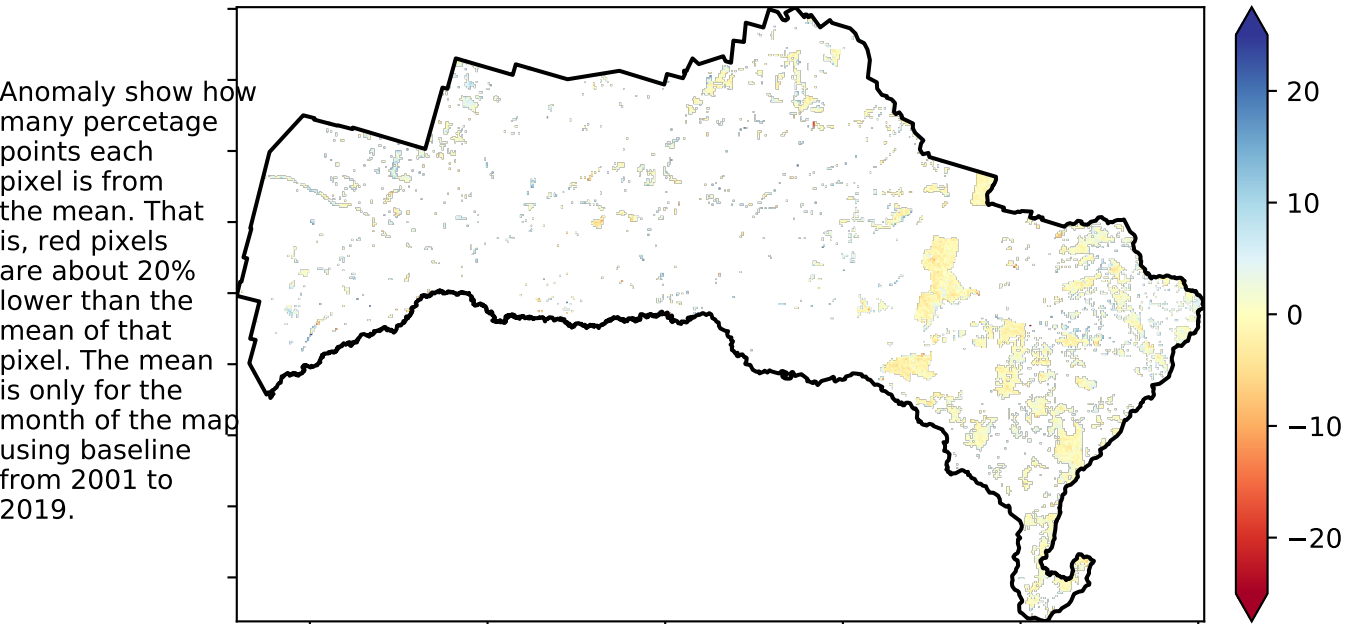 Anomaly show how
many percetage
points each
pixel is from
the mean. That
is, red pixels
are about 20%
lower than the
mean of that
pixel. The mean
is only for the
month of the map
using baseline
from 2001 to
2019.
20
10
0
−10
−20